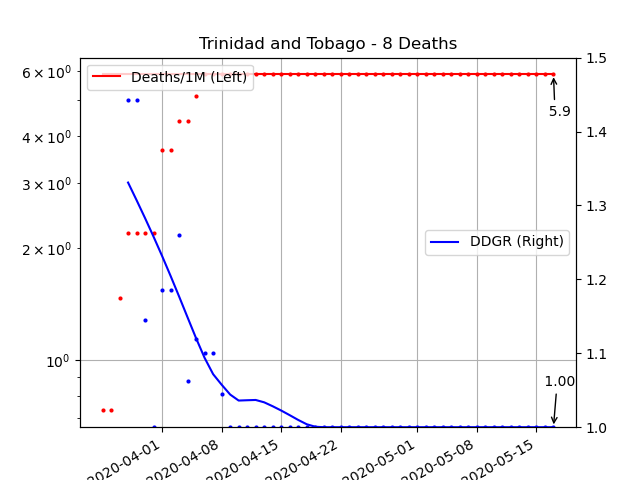 Trinidad and Tobago - 8 Deaths
Deaths/1M (Left)
DDGR (Right)
6 × 10⁰
4 × 10⁰
3 × 10⁰
2 × 10⁰
10⁰
1.5
1.4
1.3
1.2
1.1
1.0
5.9
1.00
2020-04-01
2020-04-08
2020-04-15
2020-04-22
2020-05-01
2020-05-08
2020-05-15